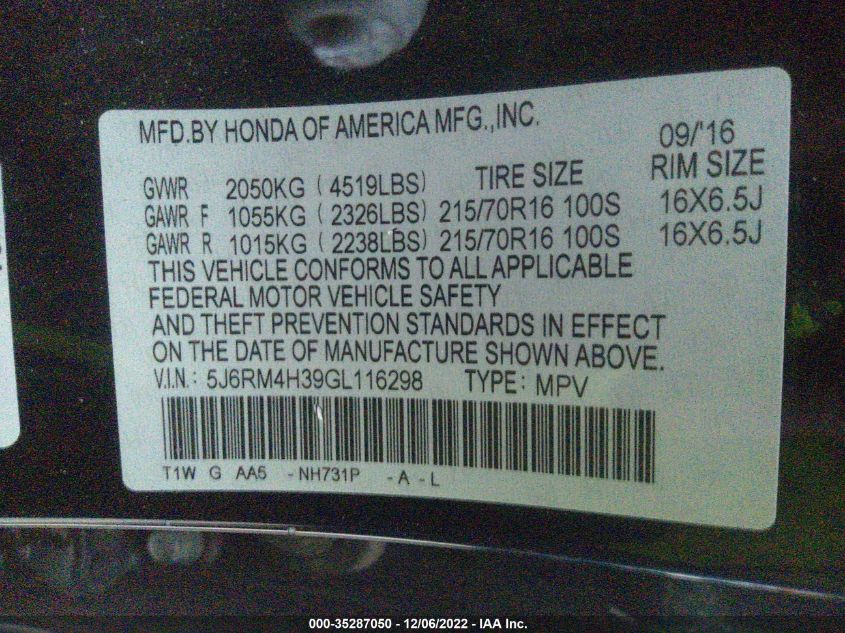 MFD.BY HONDA OF AMERICA MFG.,INC. 09/'16
GVWR 2050KG ( 4519LBS) TIRE SIZE RIM SIZE
GAWR F 1055KG ( 2326LBS) 215/70R16 100S 16X6.5J
GAWR R 1015KG ( 2238LBS) 215/70R16 100S 16X6.5J
THIS VEHICLE CONFORMS TO ALL APPLICABLE
FEDERAL MOTOR VEHICLE SAFETY
AND THEFT PREVENTION STANDARDS IN EFFECT
ON THE DATE OF MANUFACTURE SHOWN ABOVE.
V.I.N.: 5J6RM4H39GL116298 TYPE: MPV
T1W G AA5 -NH731P -A-L
000-35287050 - 12/06/2022 - IAA Inc.